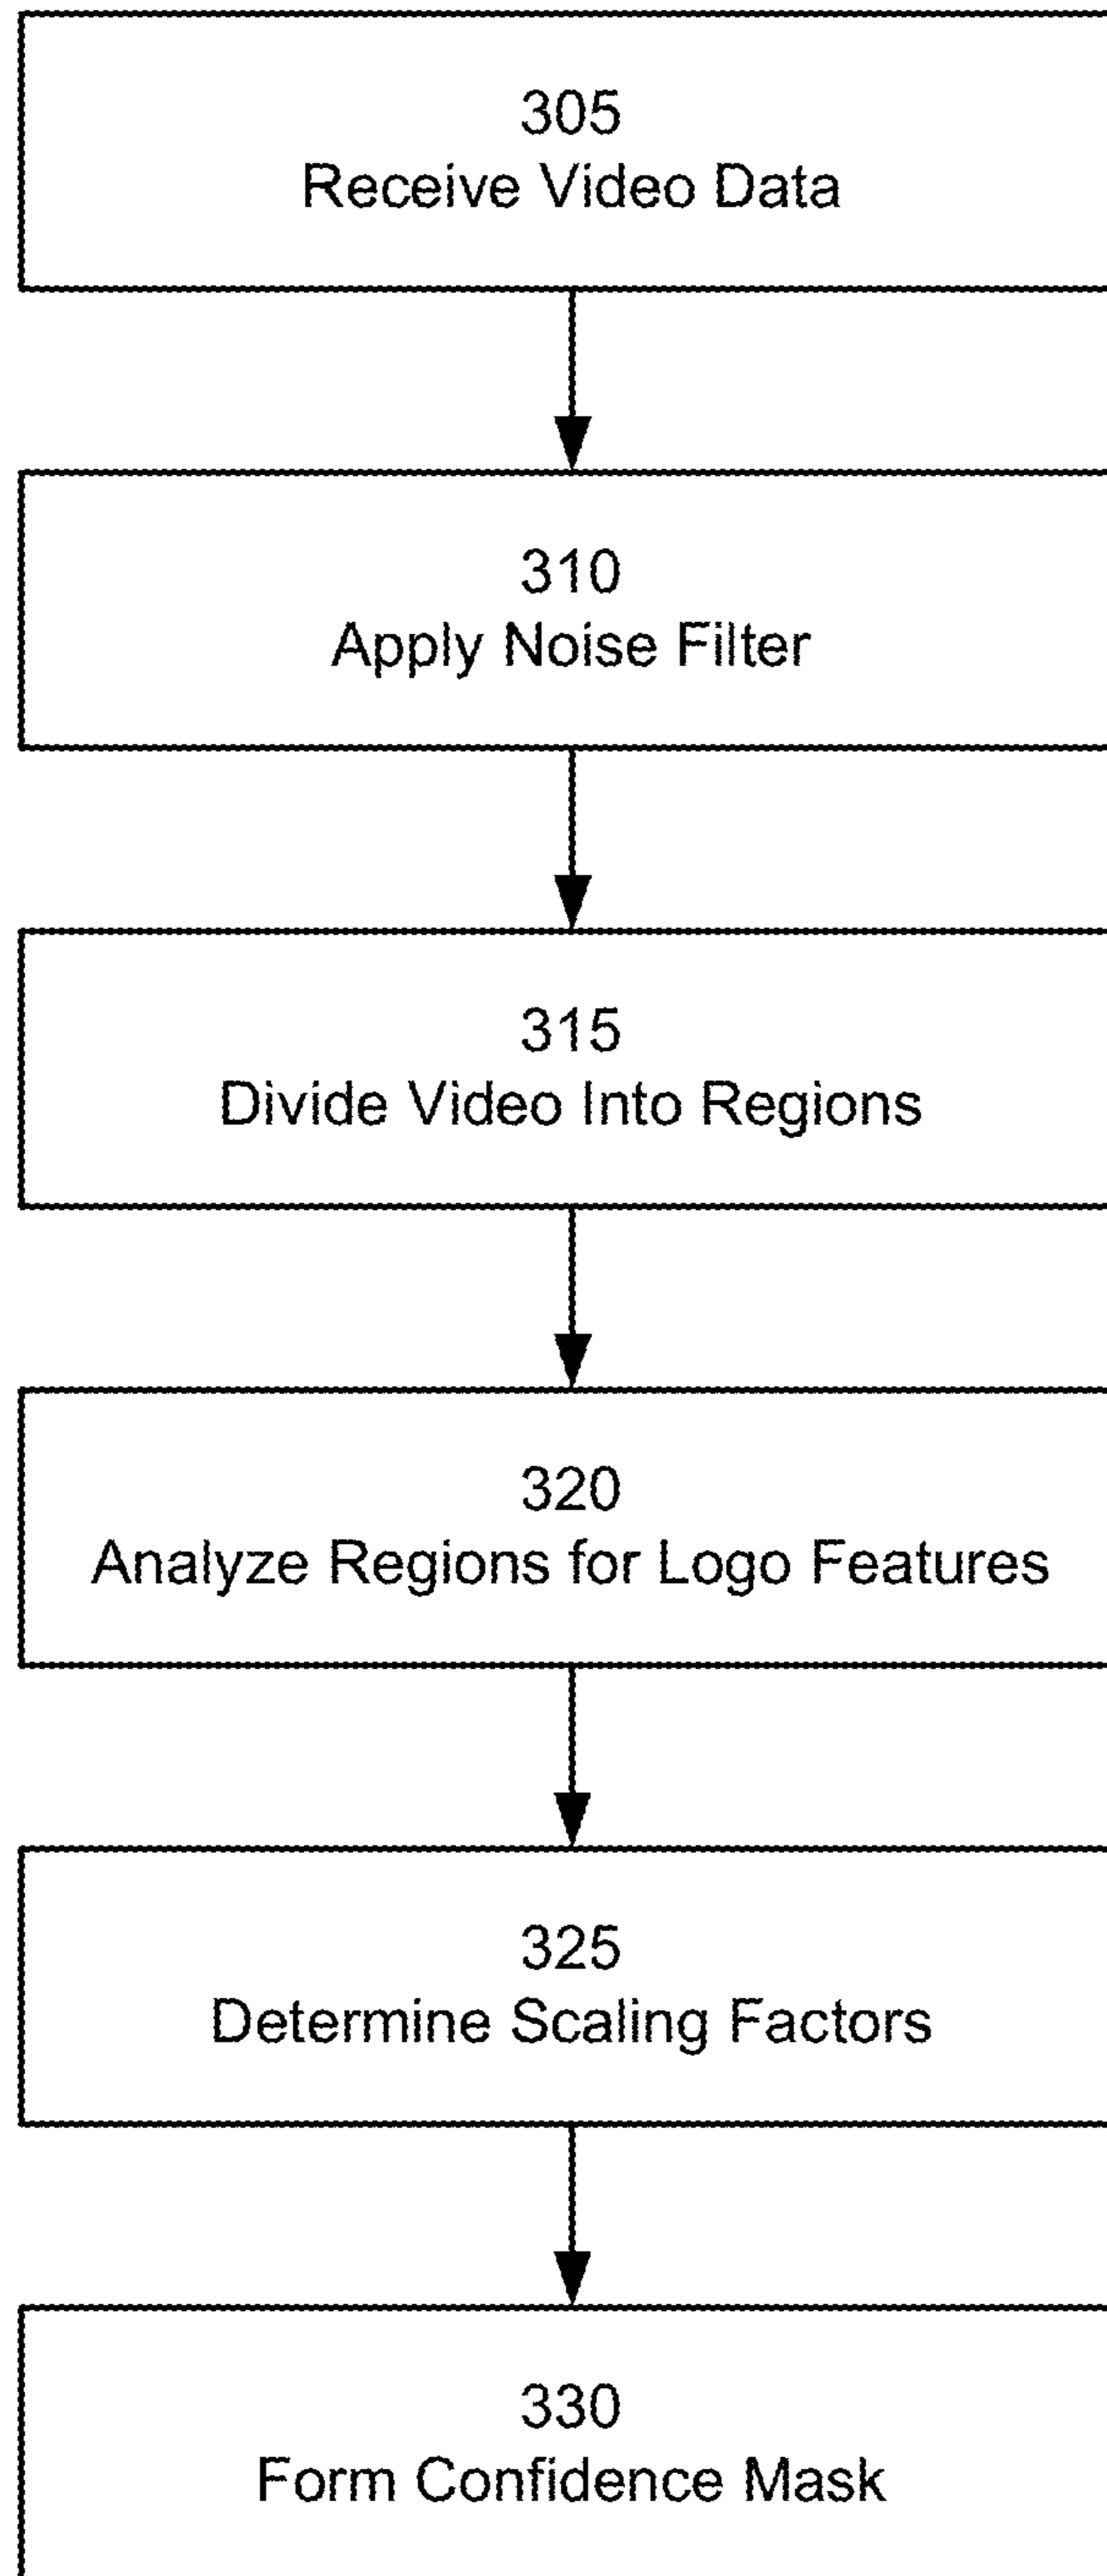 305
Receive Video Data
310
Apply Noise Filter
315
Divide Video Into Regions
320
Analyze Regions for Logo Features
325
Determine Scaling Factors
330
Form Confidence Mask